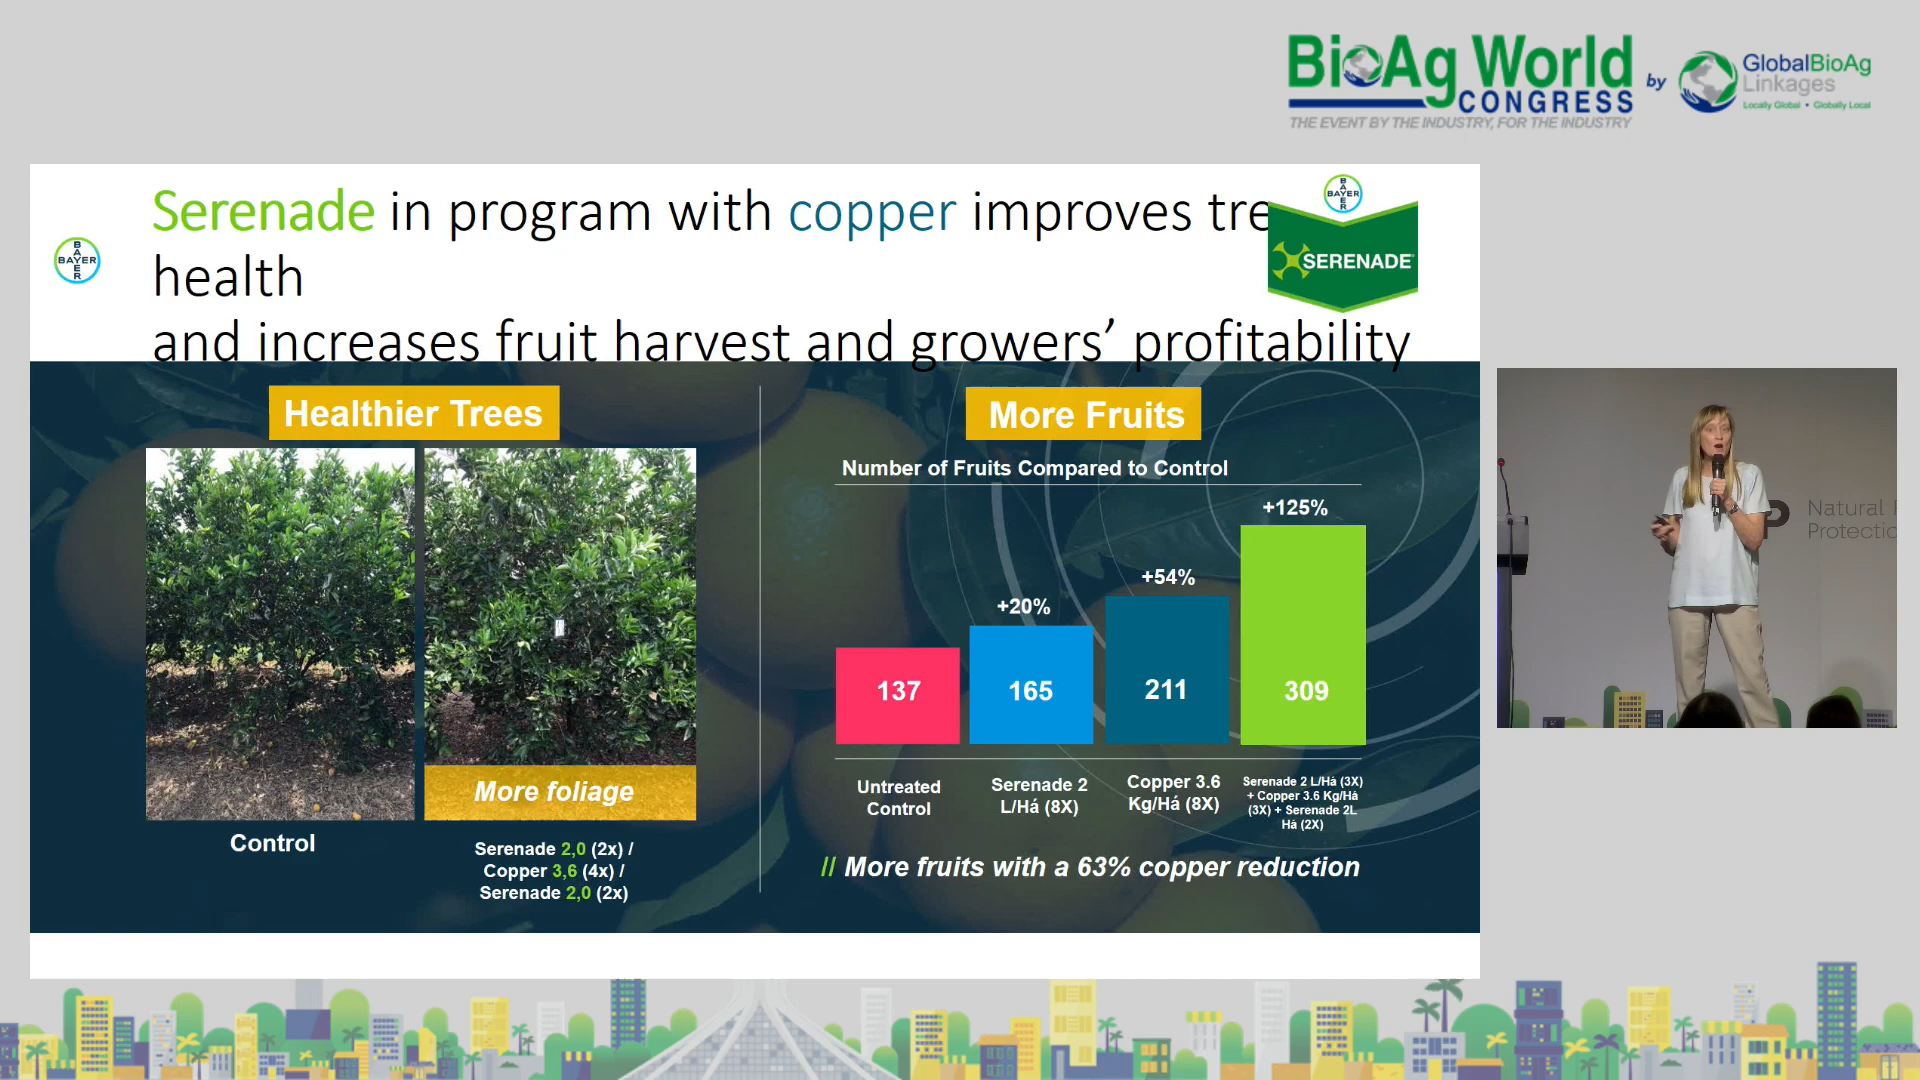 BioAg World
CONGRESS
THE EVENT BY THE INDUSTRY, FOR THE INDUSTRY
by
GlobalBioAg
Linkages
Locally Global • Globally Local
Serenade in program with copper improves tre
health
and increases fruit harvest and growers’ profitability
BAYER
BAYER
BAYER
BAYER
SERENADE
Healthier Trees
More foliage
Control
Serenade 2,0 (2x) /
Copper 3,6 (4x) /
Serenade 2,0 (2x)
More Fruits
Number of Fruits Compared to Control
+20%
+54%
+125%
137
165
211
309
Untreated
Control
Serenade 2
L/Há (8X)
Copper 3.6
Kg/Há (8X)
Serenade 2 L/Há (3X)
+ Copper 3.6 Kg/Há
(3X) + Serenade 2L
Há (2X)
// More fruits with a 63% copper reduction
P
Natural
Protectio